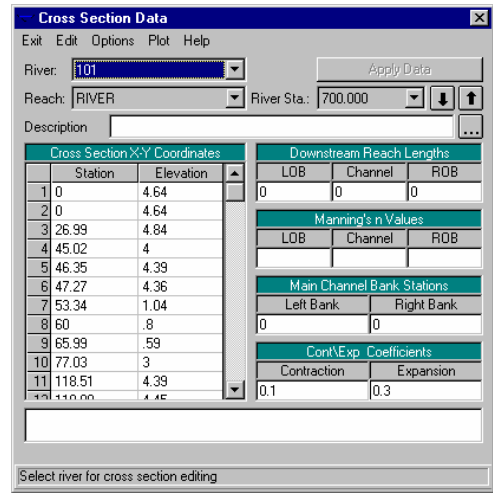 Cross Section Data
Exit Edit Options Plot Help
River: 101 Apply Data
Reach: RIVER River Sta.: 700.000
Description ...
Cross Section X-Y Coordinates
Station Elevation
1 0 4.64
2 0 4.64
3 26.99 4.84
4 45.02 4
5 46.35 4.39
6 47.27 4.36
7 53.34 1.04
8 60 .8
9 65.99 .59
10 77.03 3
11 118.51 4.39
Downstream Reach Lengths
LOB Channel ROB
0 0 0
Manning's n Values
LOB Channel ROB
Main Channel Bank Stations
Left Bank Right Bank
0 0
Cont\Exp Coefficients
Contraction Expansion
0.1 0.3
Select river for cross section editing